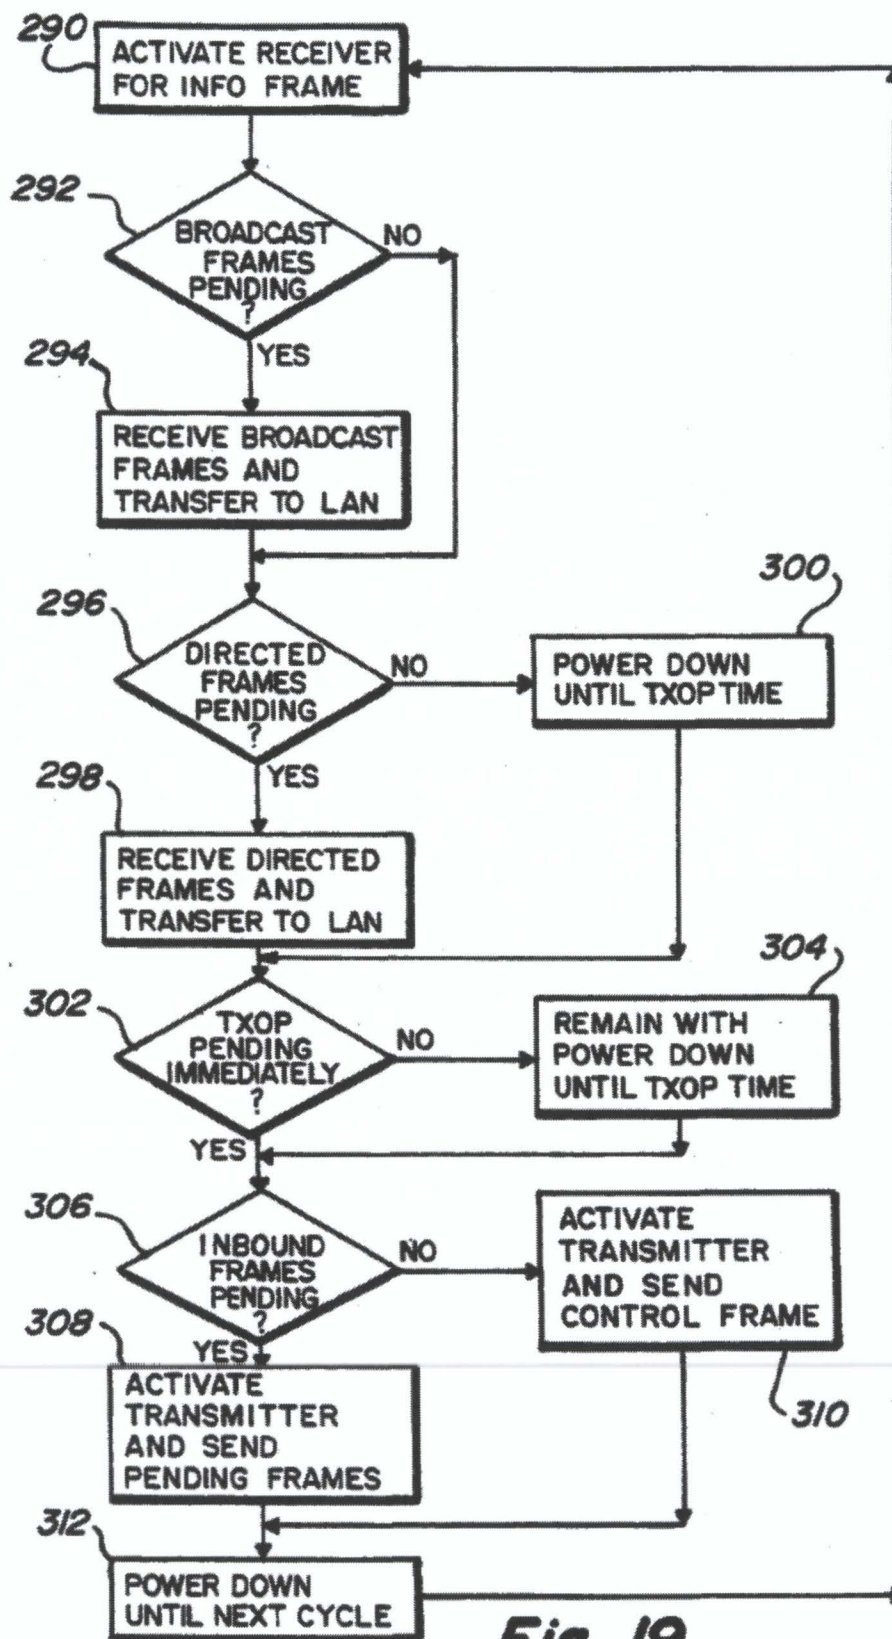 290
ACTIVATE RECEIVER
FOR INFO FRAME
292
BROADCAST
FRAMES
PENDING
?
NO
YES
294
RECEIVE BROADCAST
FRAMES AND
TRANSFER TO LAN
296
DIRECTED
FRAMES
PENDING
?
NO
300
POWER DOWN
UNTIL TXOP TIME
YES
298
RECEIVE DIRECTED
FRAMES AND
TRANSFER TO LAN
302
TXOP
PENDING
IMMEDIATELY
?
NO
304
REMAIN WITH
POWER DOWN
UNTIL TXOP TIME
YES
306
INBOUND
FRAMES
PENDING
?
NO
ACTIVATE
TRANSMITTER
AND SEND
CONTROL FRAME
310
YES
308
ACTIVATE
TRANSMITTER
AND SEND
PENDING FRAMES
312
POWER DOWN
UNTIL NEXT CYCLE
Fig. 19